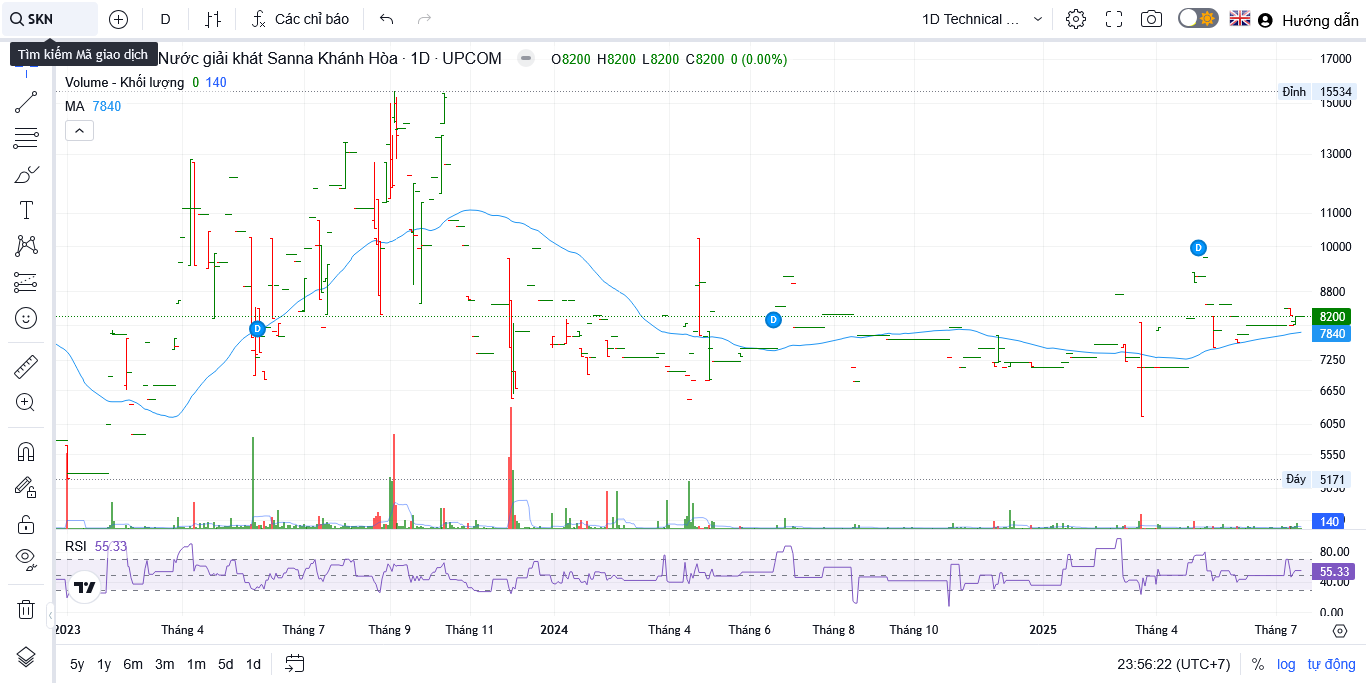 SKN
D
Các chỉ báo
1D Technical ...
Hướng dẫn
Tìm kiếm Mã giao dịch
Nước giải khát Sanna Khánh Hòa · 1D · UPCOM
O8200 H8200 L8200 C8200 0 (0.00%)
Volume - Khối lượng 0 140
MA 7840
17000
Đỉnh 15534
15000
13000
11000
10000
D
8800
8200
D
D
7840
7250
6650
6050
5550
Đáy 5171
140
RSI 55.33
80.00
55.33
40.00
0.00
2023 Tháng 4 Tháng 7 Tháng 9 Tháng 11 2024 Tháng 4 Tháng 6 Tháng 8 Tháng 10 2025 Tháng 4 Tháng 7
5y 1y 6m 3m 1m 5d 1d
23:56:22 (UTC+7) % log tự động